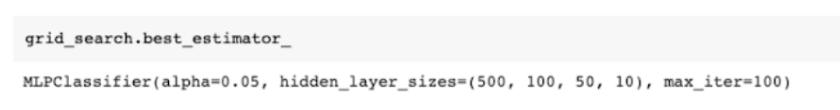 grid_search.best_estimator_
MLPClassifier(alpha=0.05, hidden_layer_sizes=(500, 100, 50, 10), max_iter=100)